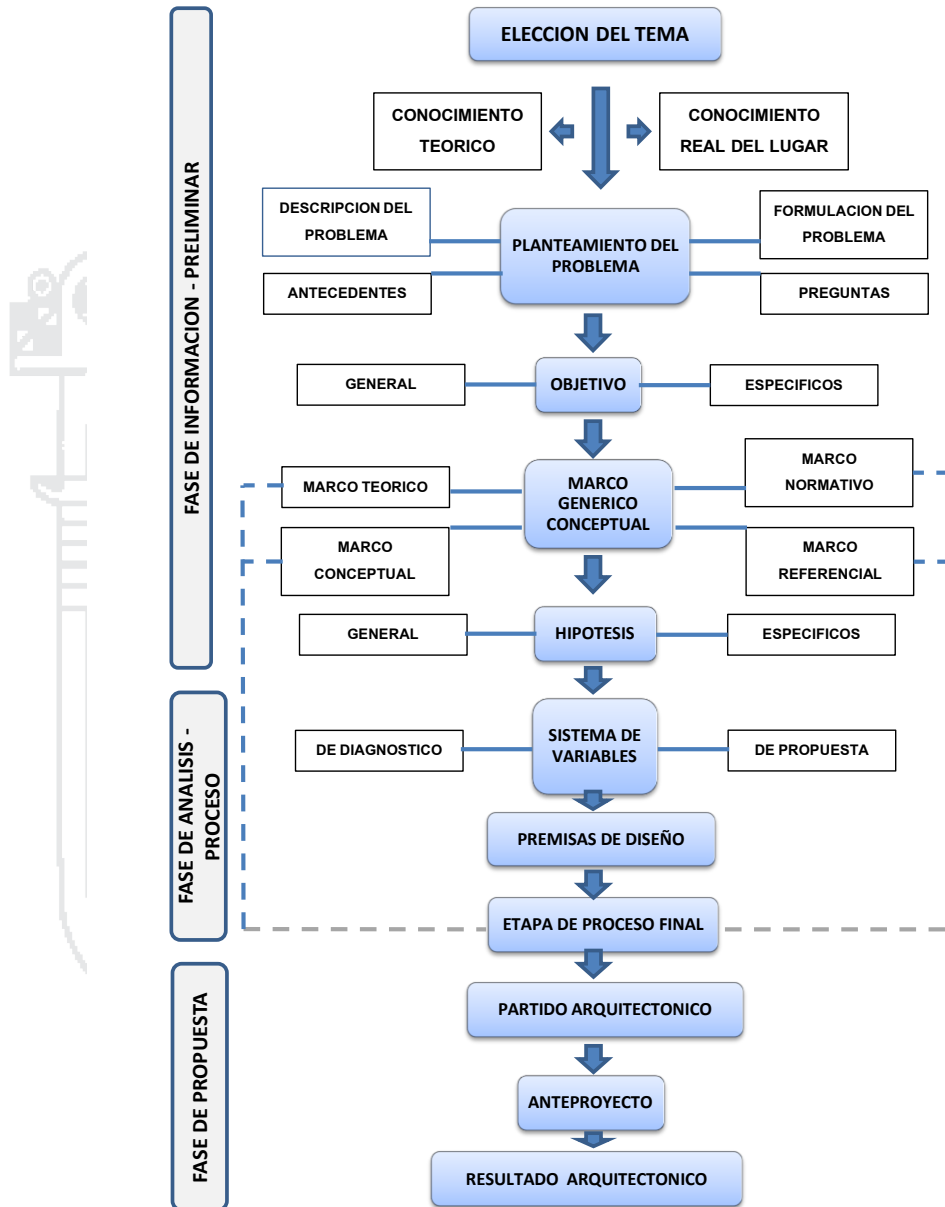 ELECCION DEL TEMA
CONOCIMIENTO
TEORICO
CONOCIMIENTO
REAL DEL LUGAR
FASE DE INFORMACION - PRELIMINAR
DESCRIPCION DEL
PROBLEMA
PLANTEAMIENTO DEL
PROBLEMA
FORMULACION DEL
PROBLEMA
ANTECEDENTES
PREGUNTAS
GENERAL
OBJETIVO
ESPECIFICOS
MARCO TEORICO
MARCO
GENERICO
CONCEPTUAL
MARCO
NORMATIVO
MARCO
CONCEPTUAL
MARCO
REFERENCIAL
GENERAL
HIPOTESIS
ESPECIFICOS
FASE DE ANALISIS -
PROCESO
DE DIAGNOSTICO
SISTEMA DE
VARIABLES
DE PROPUESTA
PREMISAS DE DISEÑO
ETAPA DE PROCESO FINAL
FASE DE PROPUESTA
PARTIDO ARQUITECTONICO
ANTEPROYECTO
RESULTADO ARQUITECTONICO